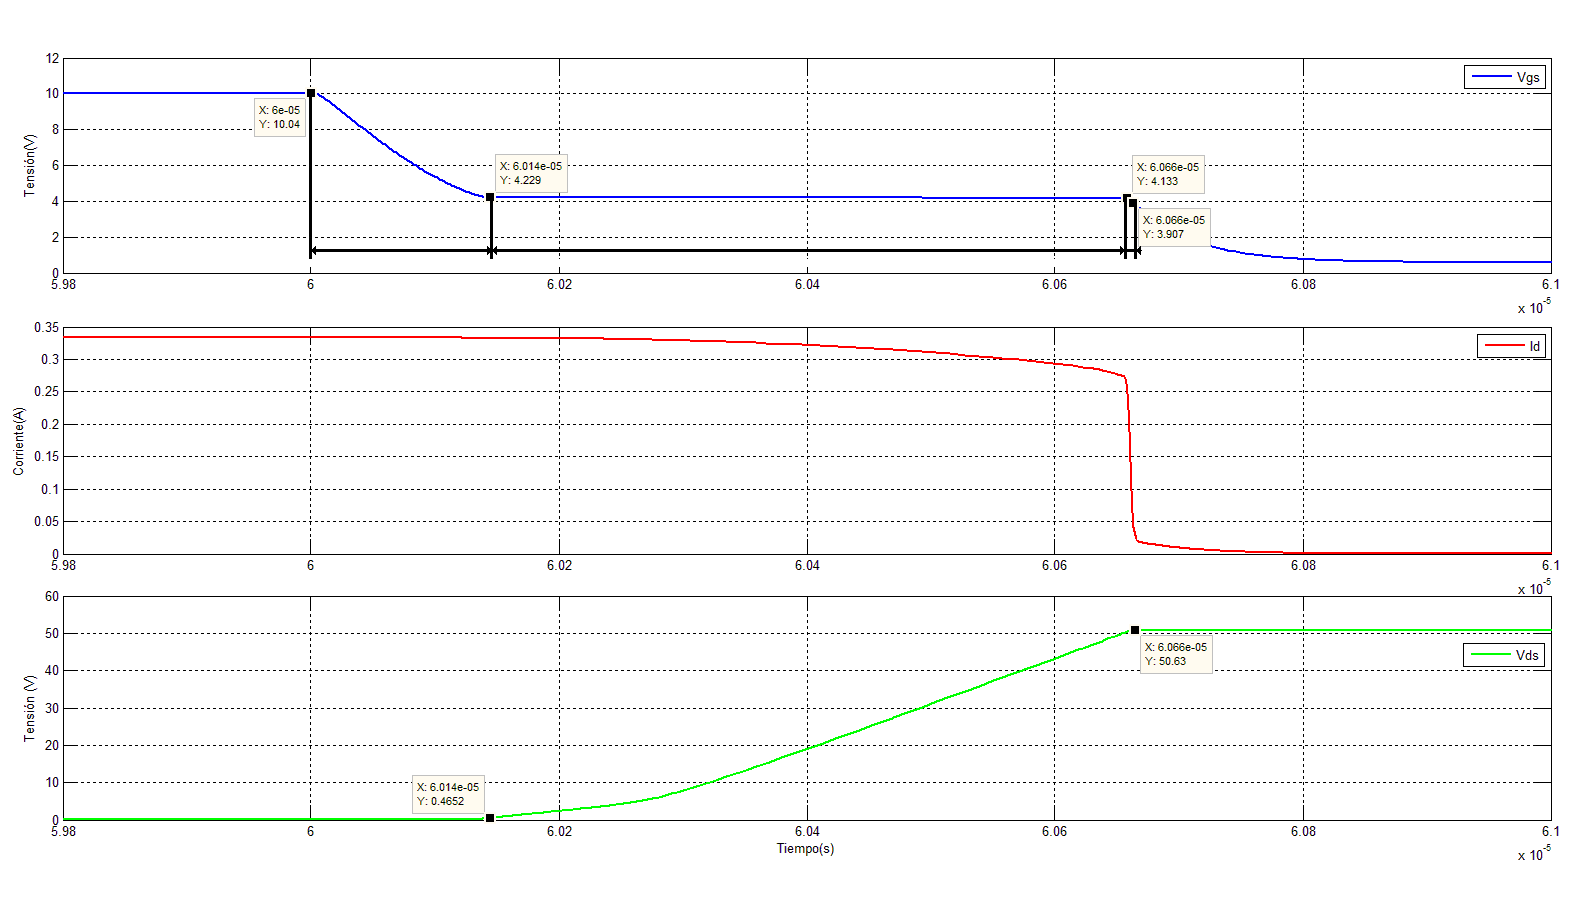 12
10
8
6
4
2
0
Tensión(V)
Vgs
X: 6e-05
Y: 10.04
X: 6.014e-05
Y: 4.229
X: 6.066e-05
Y: 4.133
X: 6.066e-05
Y: 3.907
5.98 6 6.02 6.04 6.06 6.08 6.1
x 10-5
0.35
0.3
0.25
0.2
0.15
0.1
0.05
0
Corriente(A)
Id
5.98 6 6.02 6.04 6.06 6.08 6.1
x 10-5
60
50
40
30
20
10
0
Tensión (V)
Vds
X: 6.066e-05
Y: 50.63
X: 6.014e-05
Y: 0.4652
5.98 6 6.02 6.04 6.06 6.08 6.1
Tiempo(s)
x 10-5